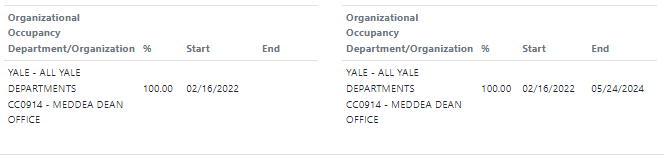 Organizational
Occupancy
Department/Organization % Start End
YALE - ALL YALE
DEPARTMENTS 100.00 02/16/2022
CC0914 - MEDDEA DEAN
OFFICE
Organizational
Occupancy
Department/Organization % Start End
YALE - ALL YALE
DEPARTMENTS 100.00 02/16/2022 05/24/2024
CC0914 - MEDDEA DEAN
OFFICE